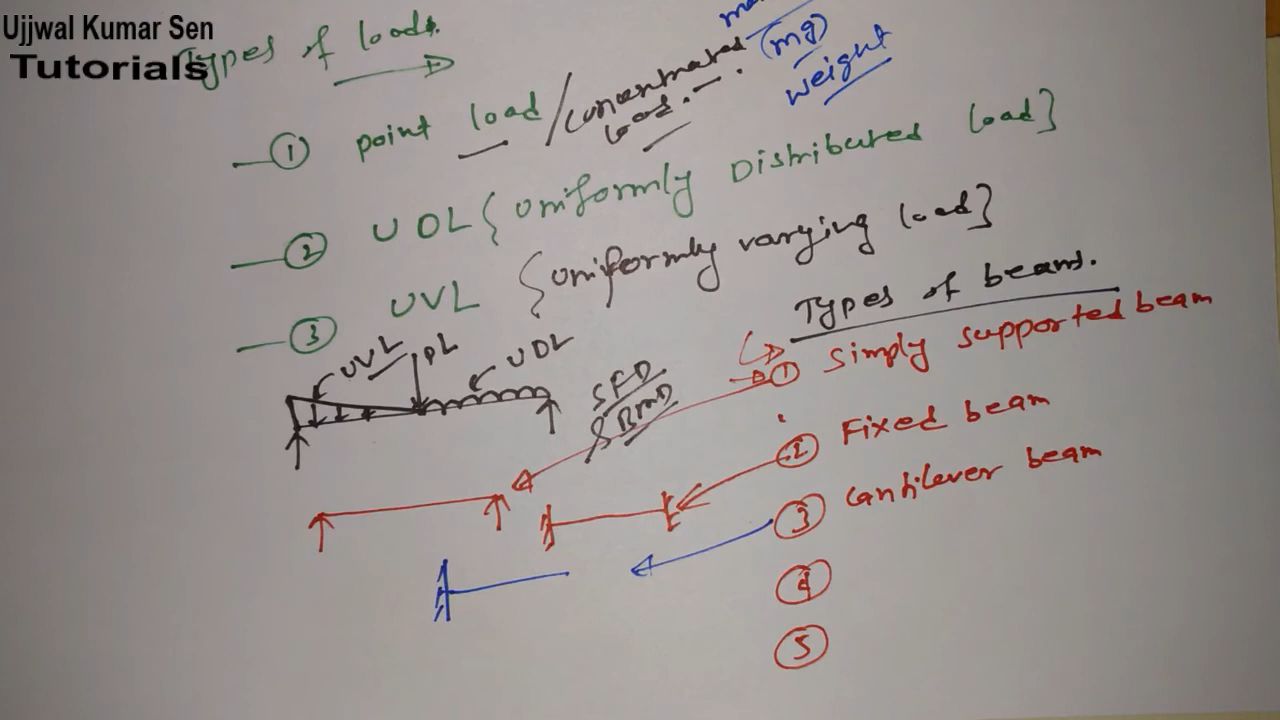 Ujjwal Kumar Sen
Tutorials
Types of loads.
1 point load / concentrated load.
(mg)
weight
2 UDL { Uniformly Distributed load]
3 UVL { Uniformly varying load]
UVL
PL
UDL
SFD
BMD
Types of beams.
1 Simply supported beam
2 Fixed beam
3 Cantilever beam
4
5